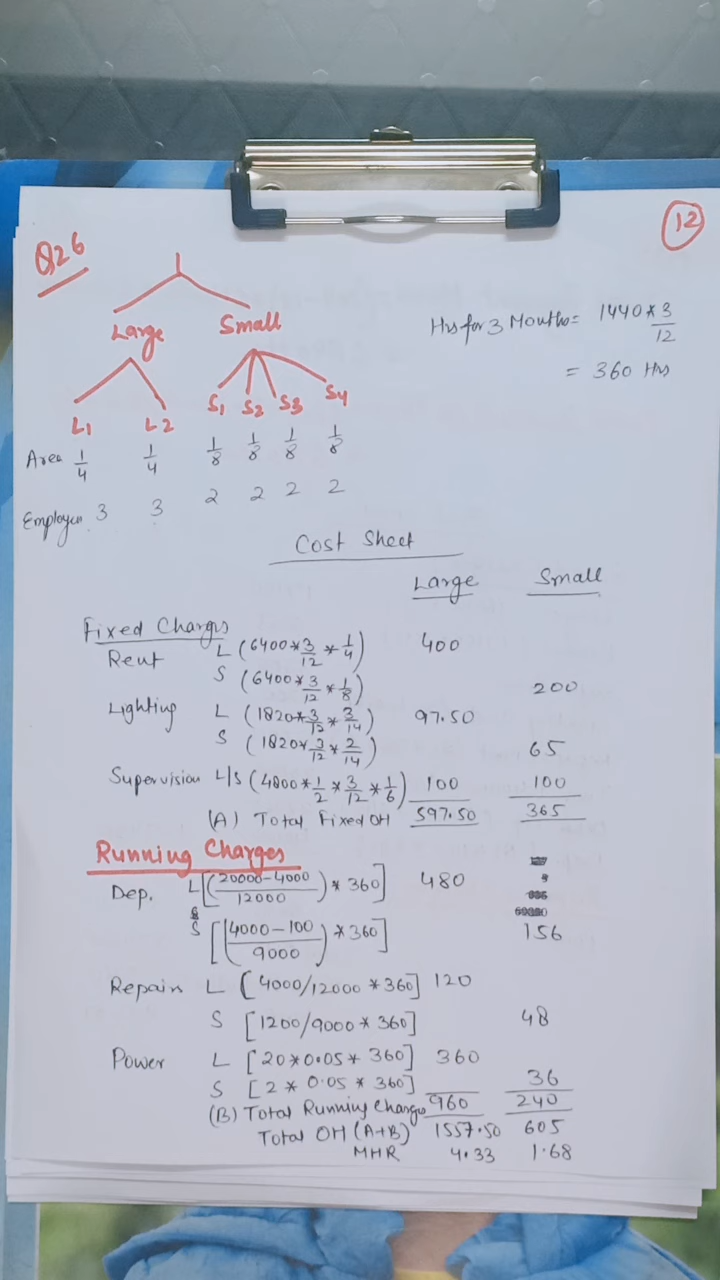 Q26
12
Large Small
L1 L2 S1 S2 S3 S4
Area 1/4 1/4 1/8 1/8 1/8 1/8
Employees 3 3 2 2 2 2
Hrs for 3 Months = 1440 * 3/12
= 360 Hrs
Cost Sheet
Large Small
Fixed Charges
Rent L (6400*3/12*1/4) 400
S (6400*3/12*1/8) 200
Lighting L (1820*3/12*3/14) 97.50
S (1820*3/12*2/14) 65
Supervision L/S (4800*1/2*3/12*1/6) 100 100
(A) Total Fixed OH 597.50 365
Running Charges
Dep. L[(20000-4000/12000)*360] 480
S [(4000-100/9000)*360] 156
Repairs L [4000/12000*360] 120
S [1200/9000*360] 48
Power L [20*0.05*360] 360
S [2*0.05*360] 36
(B) Total Running Charges 960 240
Total OH (A+B) 1557.50 605
MHR 4.33 1.68